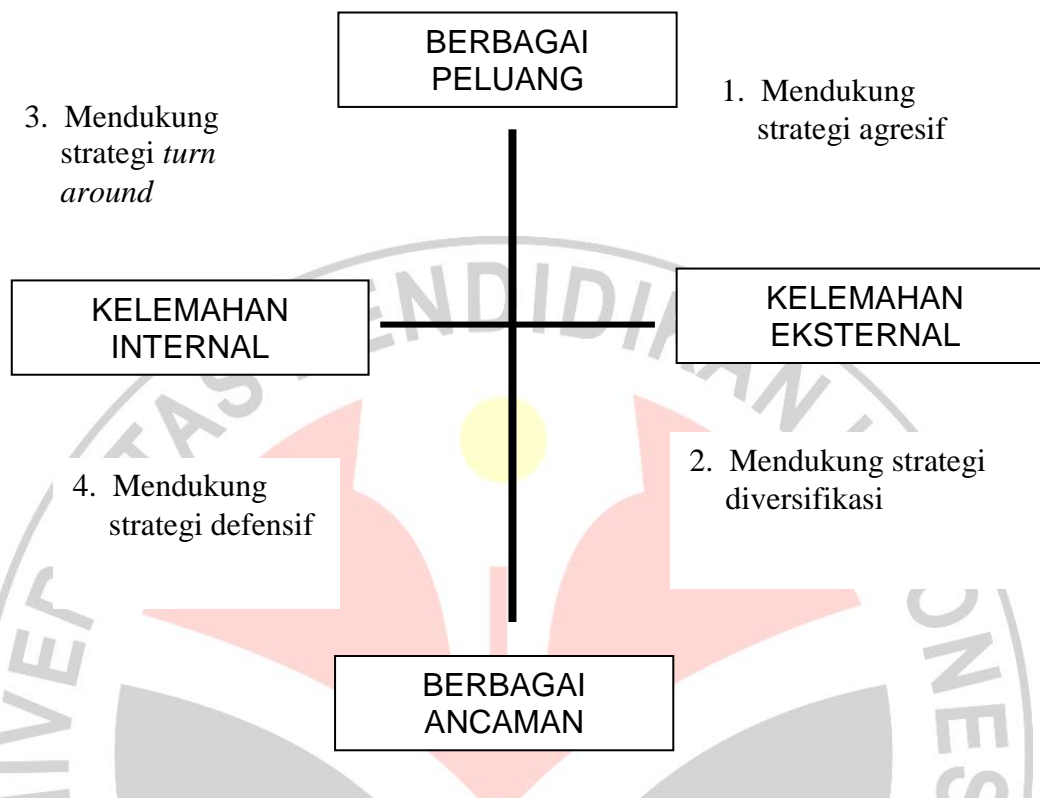 BERBAGAI
PELUANG
1. Mendukung
strategi agresif
3. Mendukung
strategi turn
around
KELEMAHAN
INTERNAL
KELEMAHAN
EKSTERNAL
4. Mendukung
strategi defensif
2. Mendukung strategi
diversifikasi
BERBAGAI
ANCAMAN